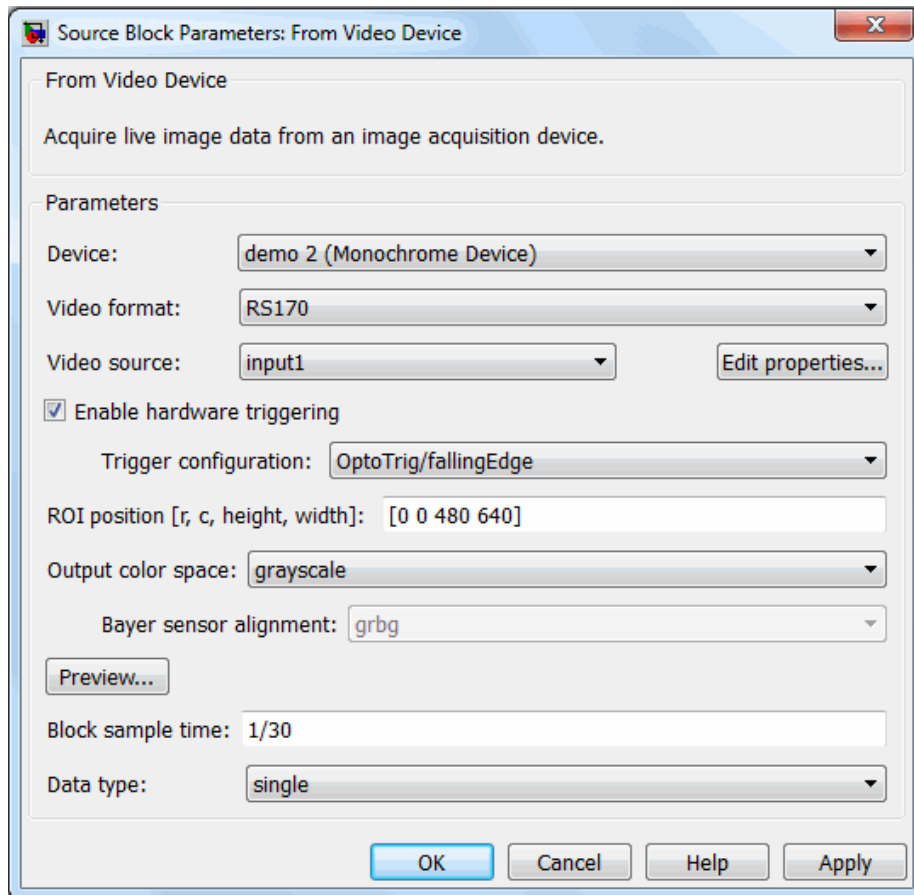 Source Block Parameters: From Video Device
From Video Device
Acquire live image data from an image acquisition device.
Parameters
Device: demo 2 (Monochrome Device)
Video format: RS170
Video source: input1 Edit properties...
Enable hardware triggering
Trigger configuration: OptoTrig/fallingEdge
ROI position [r, c, height, width]: [0 0 480 640]
Output color space: grayscale
Bayer sensor alignment: grbg
Preview...
Block sample time: 1/30
Data type: single
OK Cancel Help Apply